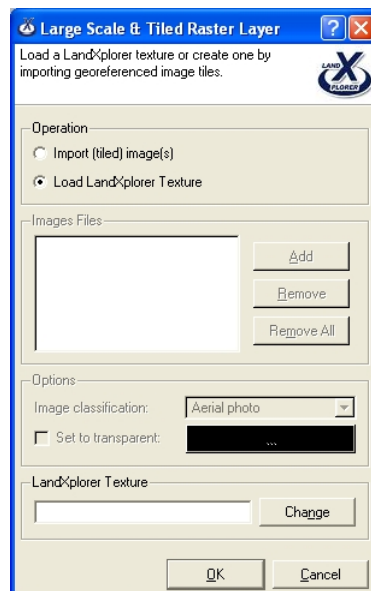 Large Scale & Tiled Raster Layer
Load a LandXplorer texture or create one by
importing georeferenced image tiles.
LAND X PLORER
Operation
Import (tiled) image(s)
Load LandXplorer Texture
Images Files
Add
Remove
Remove All
Options
Image classification: Aerial photo
Set to transparent: ...
LandXplorer Texture
Change
OK Cancel